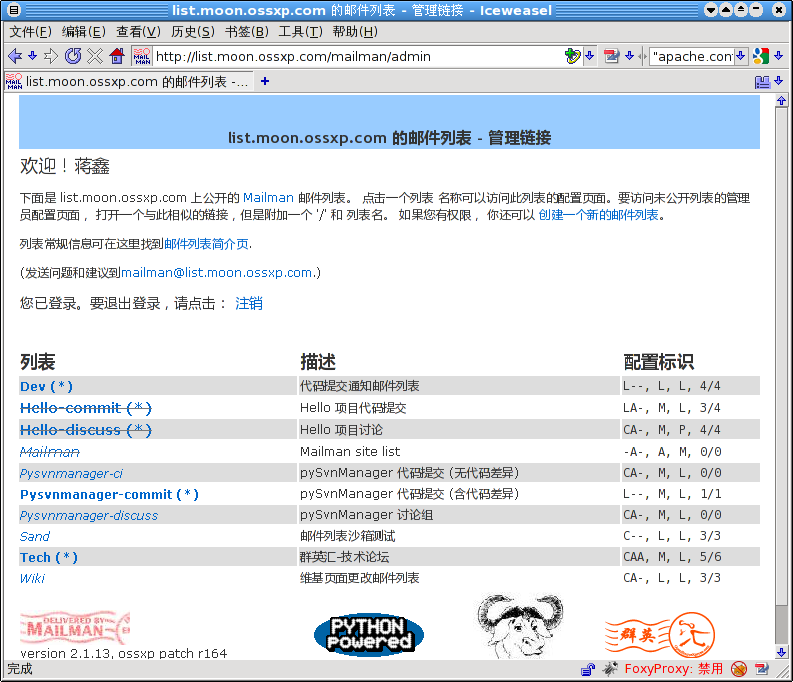 list.moon.ossxp.com 的邮件列表 - 管理链接 - Iceweasel
文件(F) 编辑(E) 查看(V) 历史(S) 书签(B) 工具(T) 帮助(H)
MAIL MAN http://list.moon.ossxp.com/mailman/admin "apache.con
MAIL MAN list.moon.ossxp.com 的邮件列表 -...
list.moon.ossxp.com 的邮件列表 - 管理链接
欢迎！蒋鑫
下面是 list.moon.ossxp.com 上公开的 Mailman 邮件列表。 点击一个列表 名称可以访问此列表的配置页面。要访问未公开列表的管理
员配置页面， 打开一个与此相似的链接，但是附加一个 '/' 和 列表名。 如果您有权限， 你还可以 创建一个新的邮件列表。
列表常规信息可在这里找到邮件列表简介页.
(发送问题和建议到mailman@list.moon.ossxp.com.)
您已登录。要退出登录，请点击： 注销
列表 描述 配置标识
Dev (*) 代码提交通知邮件列表 L--, L, L, 4/4
Hello-commit (*) Hello 项目代码提交 LA-, M, L, 3/4
Hello-discuss (*) Hello 项目讨论 CA-, M, P, 4/4
Mailman Mailman site list -A-, A, M, 0/0
Pysvnmanager-ci pySvnManager 代码提交 (无代码差异) CA-, M, L, 0/0
Pysvnmanager-commit (*) pySvnManager 代码提交 (含代码差异) L--, M, L, 1/1
Pysvnmanager-discuss pySvnManager 讨论组 CA-, M, L, 0/0
Sand 邮件列表沙箱测试 C--, L, L, 3/3
Tech (*) 群英汇-技术论坛 CAA, M, L, 5/6
Wiki 维基页面更改邮件列表 CA-, L, L, 3/3
DELIVERED BY
MAILMAN
PYTHON
Powered
群英
version 2.1.13, ossxp patch r164
完成 FoxyProxy: 禁用